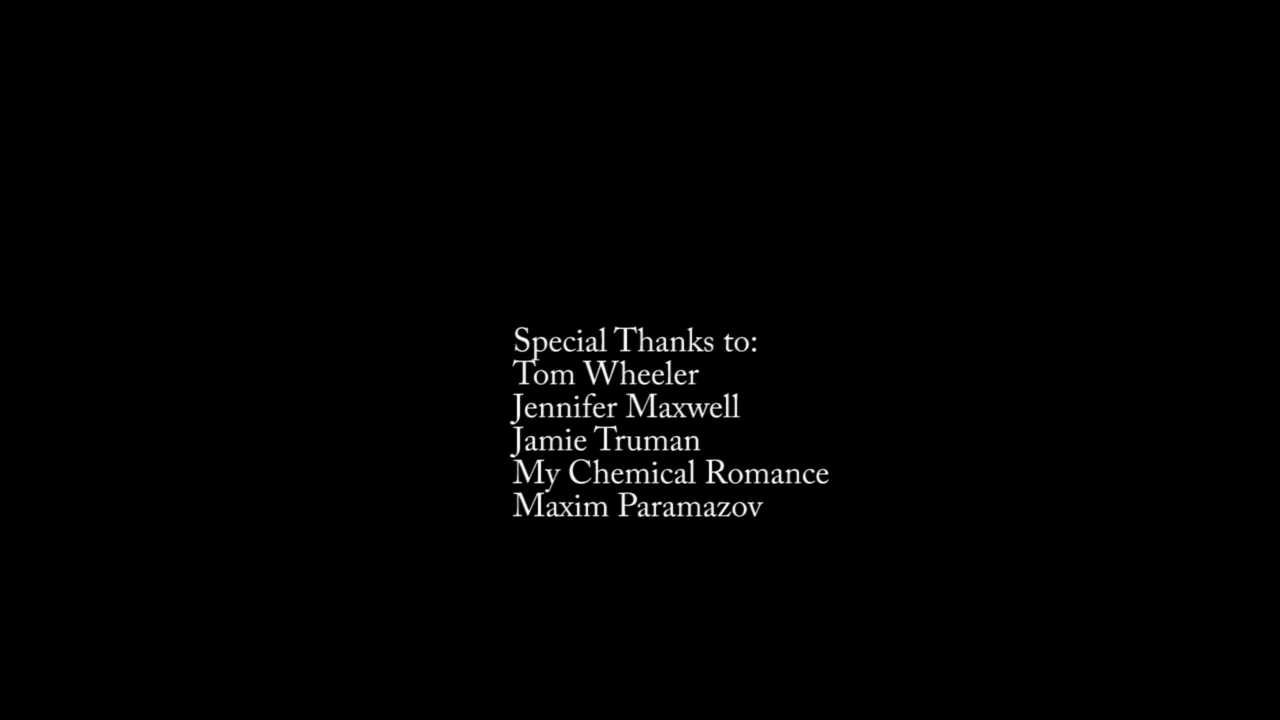 Special Thanks to:
Tom Wheeler
Jennifer Maxwell
Jamie Truman
My Chemical Romance
Maxim Paramazov